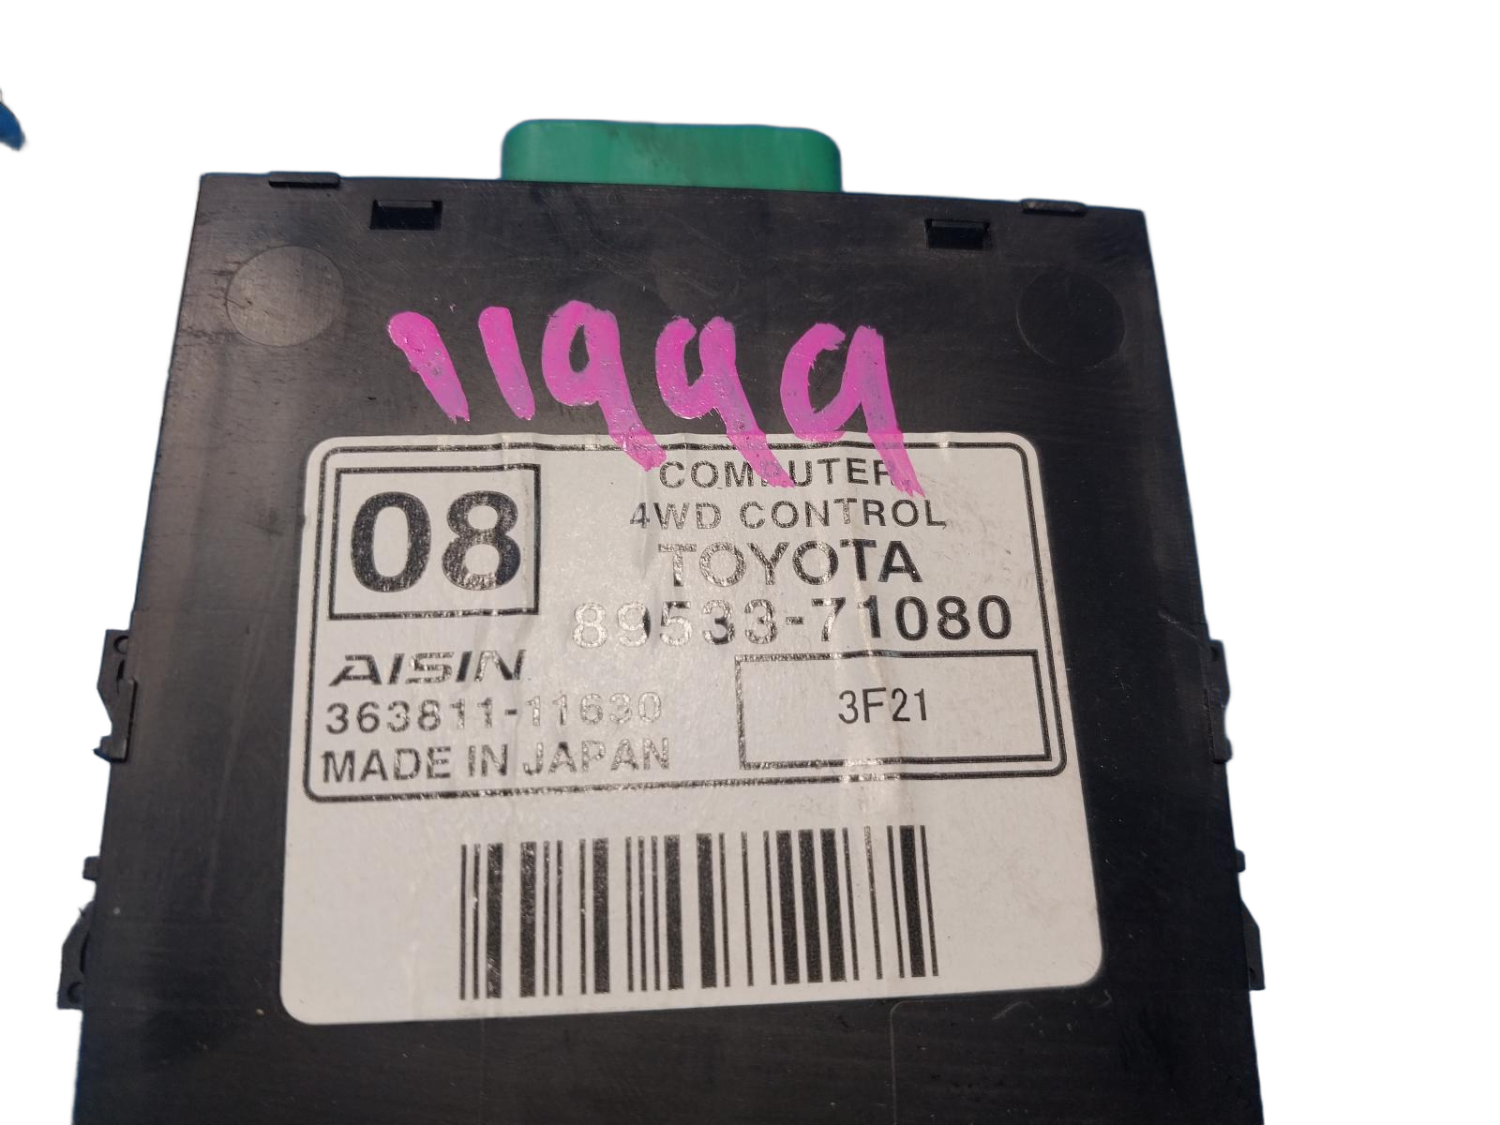 11999
08
COMPUTER,
4WD CONTROL
TOYOTA
89533-71080
AISIN
363811-11630
3F21
MADE IN JAPAN